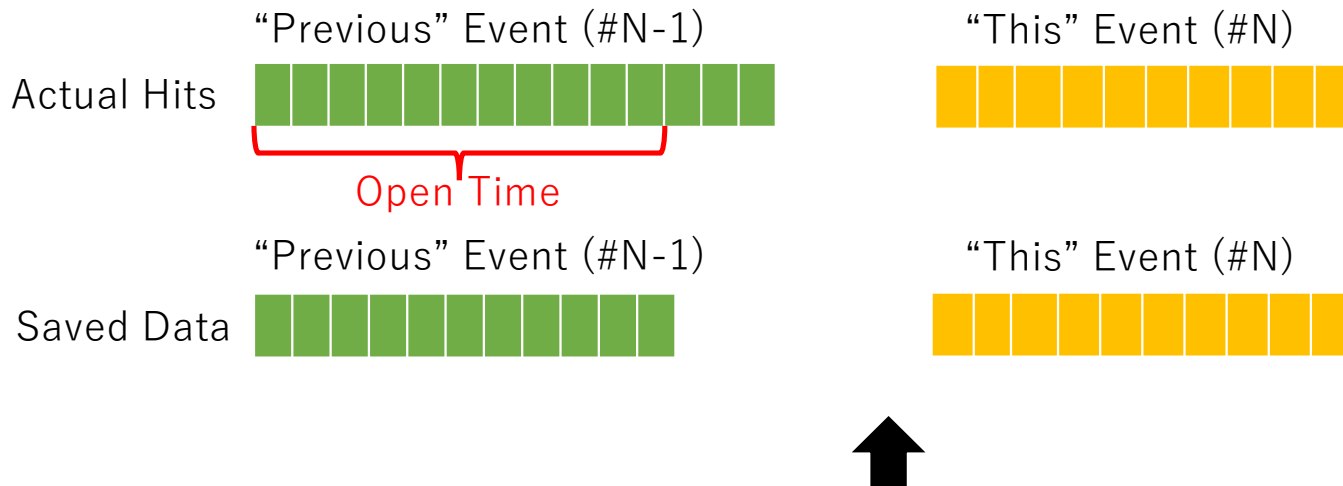 “Previous” Event (#N-1)
“This” Event (#N)
Actual Hits
Open Time
“Previous” Event (#N-1)
“This” Event (#N)
Saved Data